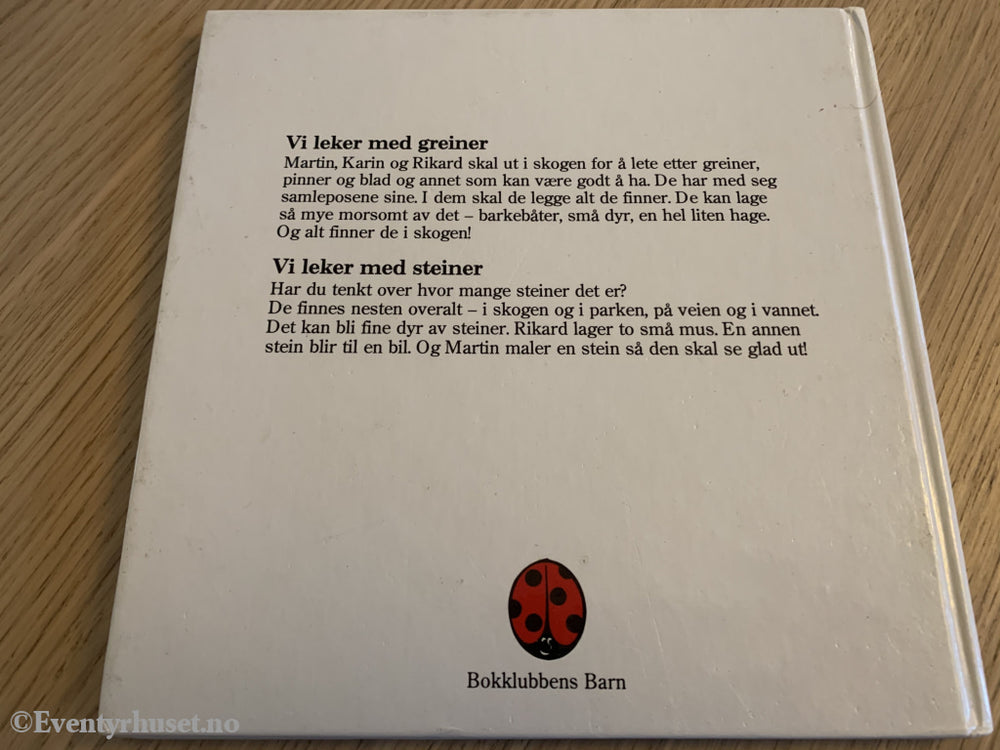 Vi leker med greiner
Martin, Karin og Rikard skal ut i skogen for å lete etter greiner,
pinner og blad og annet som kan være godt å ha. De har med seg
samleposene sine. I dem skal de legge alt de finner. De kan lage
så mye morsomt av det – barkebåter, små dyr, en hel liten hage.
Og alt finner de i skogen!
Vi leker med steiner
Har du tenkt over hvor mange steiner det er?
De finnes nesten overalt – i skogen og i parken, på veien og i vannet.
Det kan bli fine dyr av steiner. Rikard lager to små mus. En annen
stein blir til en bil. Og Martin maler en stein så den skal se glad ut!
Bokklubbens Barn
©Eventyrhuset.no